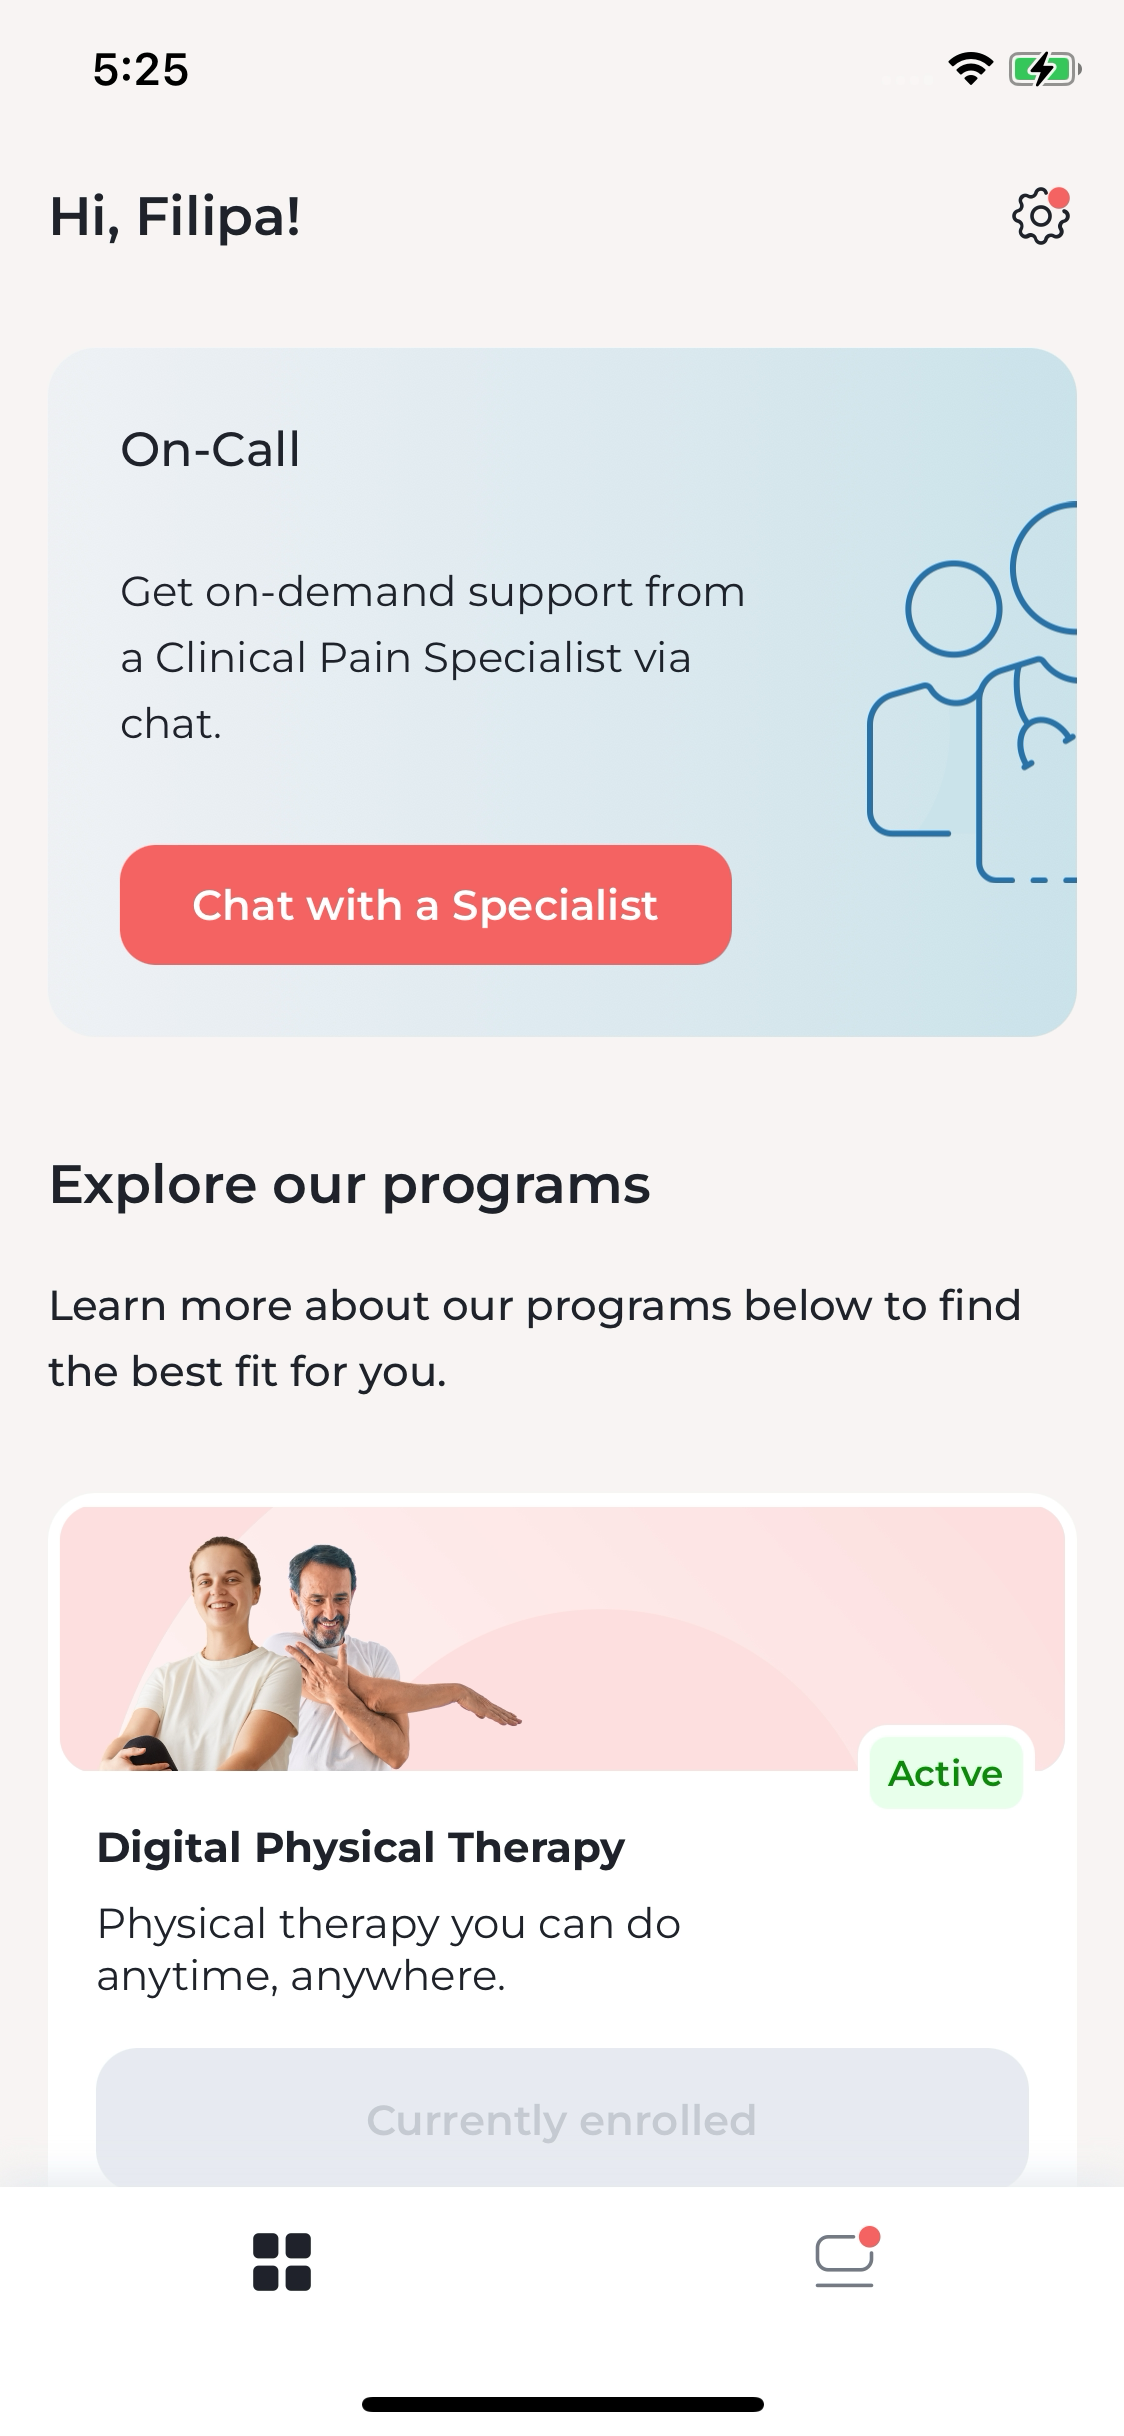 5:25
Hi, Filipa!
On-Call
Get on-demand support from
a Clinical Pain Specialist via
chat.
Chat with a Specialist
Explore our programs
Learn more about our programs below to find
the best fit for you.
Active
Digital Physical Therapy
Physical therapy you can do
anytime, anywhere.
Currently enrolled